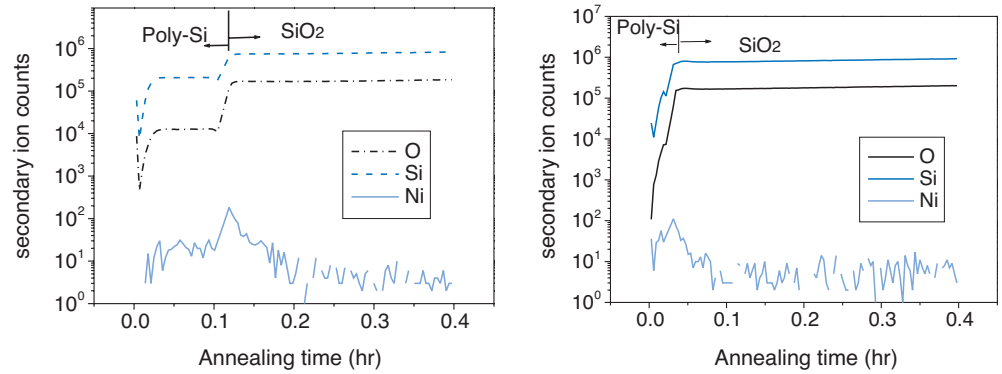 Poly-Si SiO2
10^6
10^5
10^4
10^3
10^2
10^1
10^0
secondary ion counts
O
Si
Ni
0.0 0.1 0.2 0.3 0.4
Annealing time (hr)
Poly-Si SiO2
10^7
10^6
10^5
10^4
10^3
10^2
10^1
10^0
secondary ion counts
O
Si
Ni
0.0 0.1 0.2 0.3 0.4
Annealing time (hr)